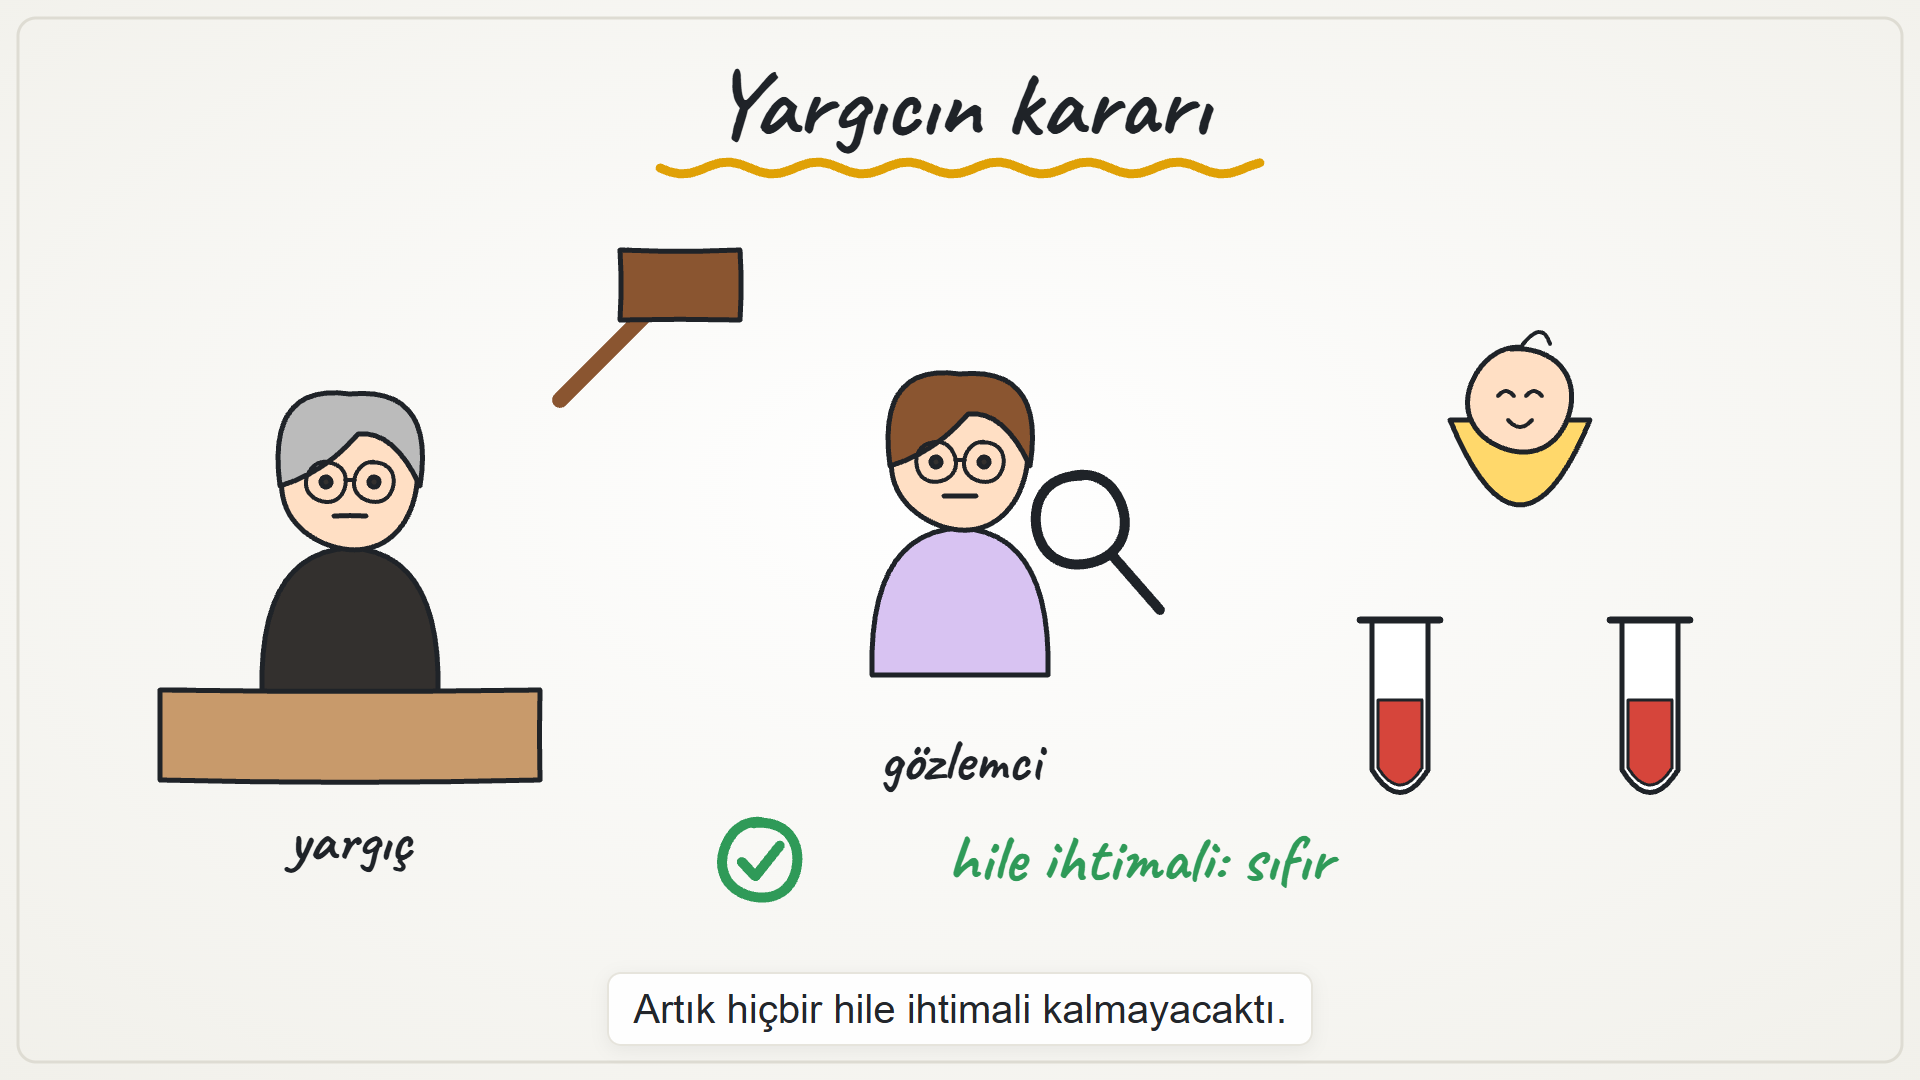 Yargıcın kararı
gözlemci
yargıç
hile ihtimali: sıfır
Artık hiçbir hile ihtimali kalmayacaktı.